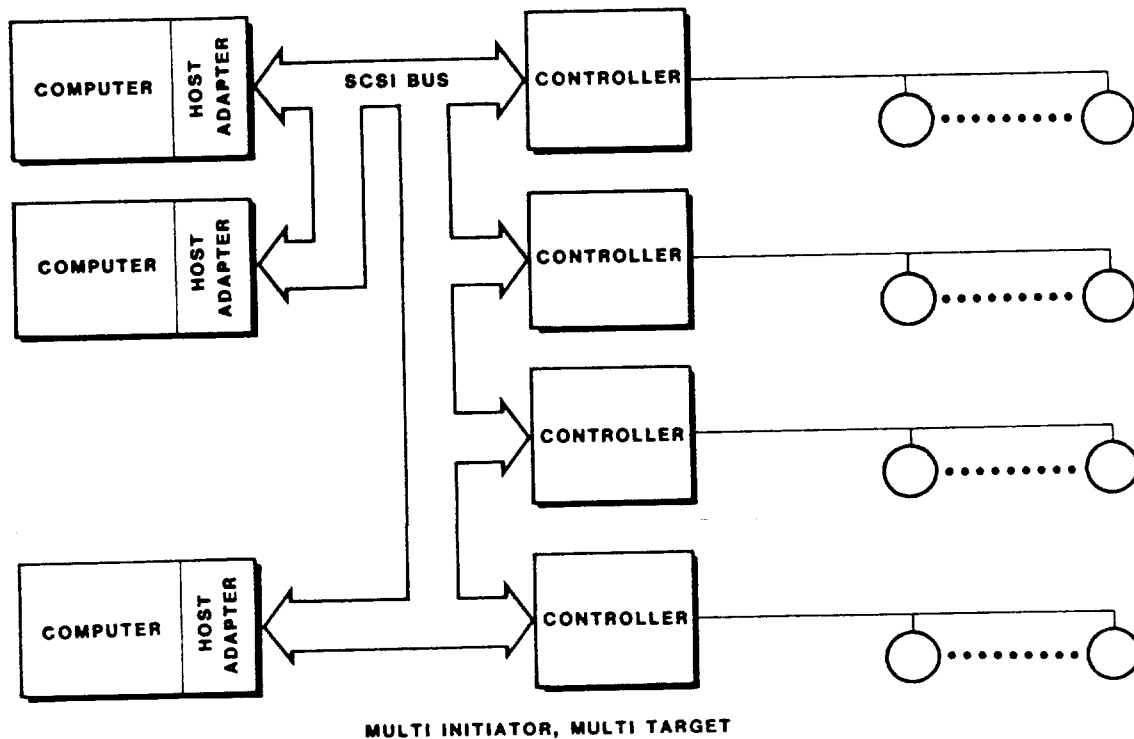 COMPUTER
HOST
ADAPTER
SCSI BUS
CONTROLLER
COMPUTER
HOST
ADAPTER
CONTROLLER
CONTROLLER
COMPUTER
HOST
ADAPTER
CONTROLLER
MULTI INITIATOR, MULTI TARGET